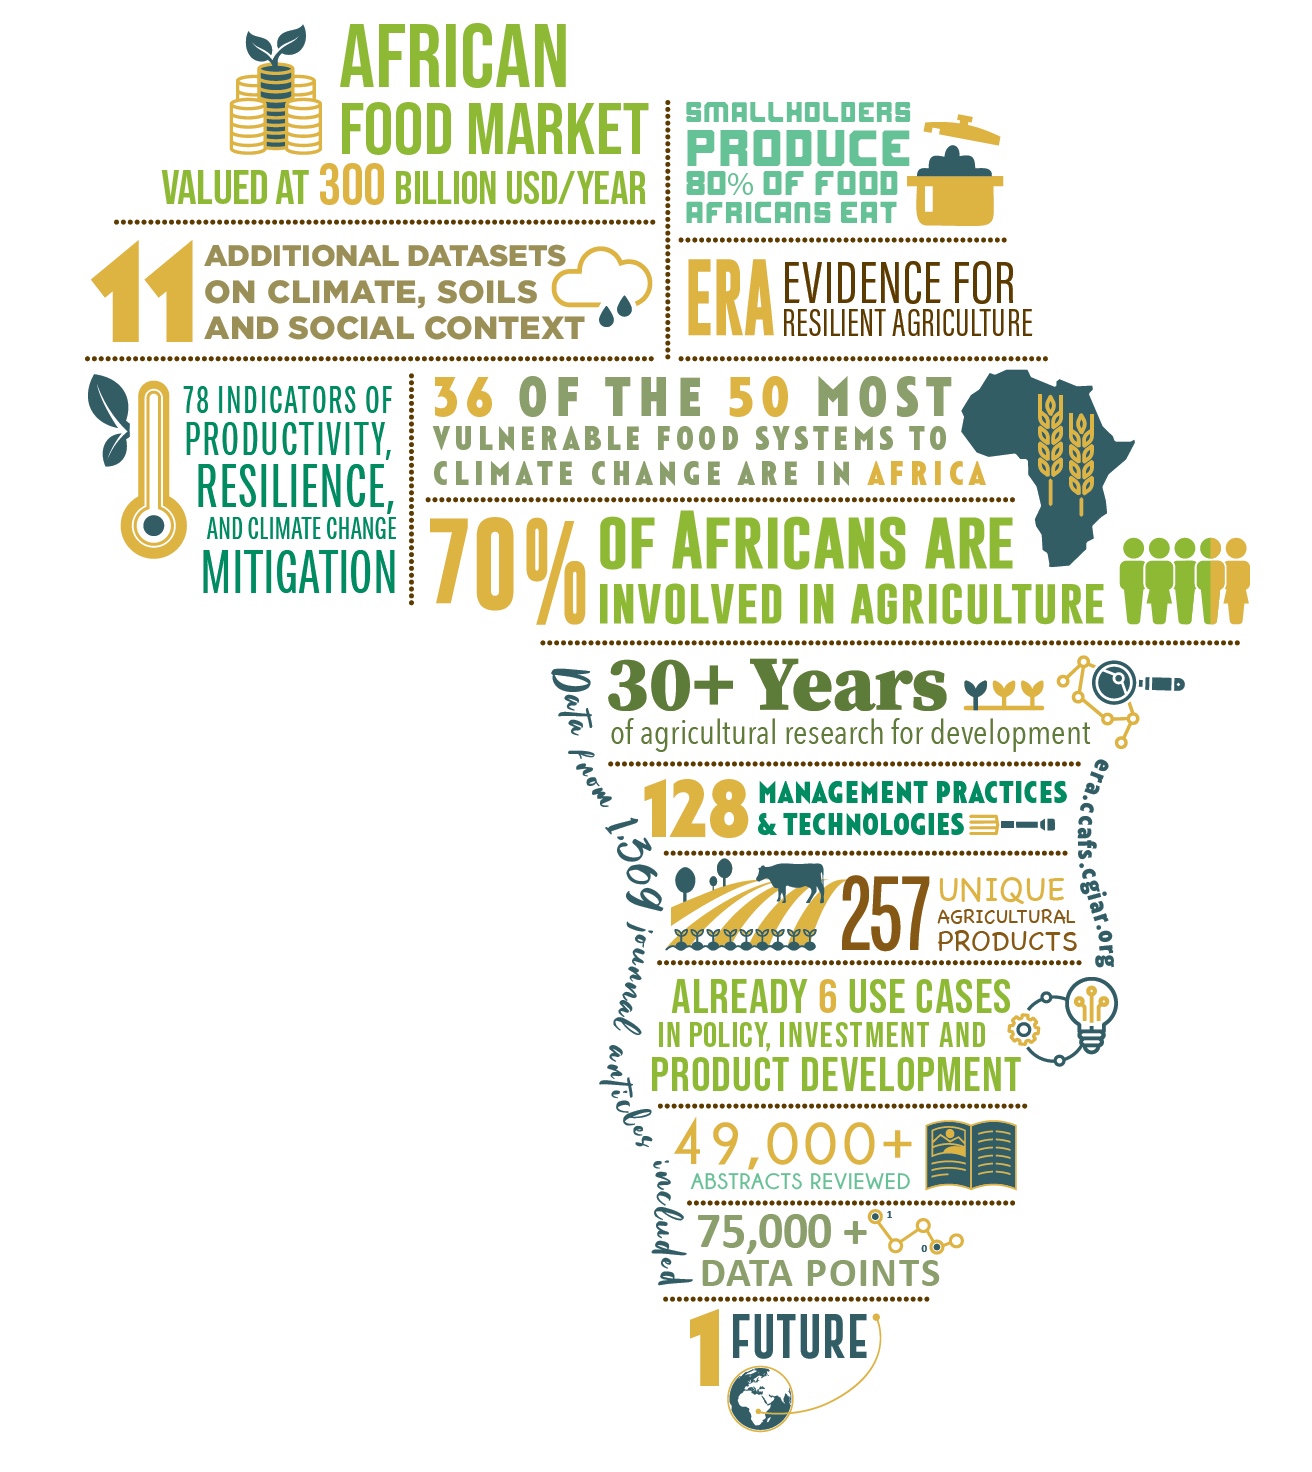 AFRICAN
FOOD MARKET
VALUED AT 300 BILLION USD/YEAR
SMALLHOLDERS
PRODUCE
80% OF FOOD
AFRICANS EAT
11 ADDITIONAL DATASETS
ON CLIMATE, SOILS
AND SOCIAL CONTEXT
ERA EVIDENCE FOR
RESILIENT AGRICULTURE
78 INDICATORS OF
PRODUCTIVITY,
RESILIENCE,
AND CLIMATE CHANGE
MITIGATION
36 OF THE 50 MOST
VULNERABLE FOOD SYSTEMS TO
CLIMATE CHANGE ARE IN AFRICA
70% OF AFRICANS ARE
INVOLVED IN AGRICULTURE
Data from 1,369 journal articles included
30+ Years
of agricultural research for development
era.ccafs.cgiar.org
128 MANAGEMENT PRACTICES
& TECHNOLOGIES
257 UNIQUE
AGRICULTURAL
PRODUCTS
ALREADY 6 USE CASES
IN POLICY, INVESTMENT AND
PRODUCT DEVELOPMENT
49,000+
ABSTRACTS REVIEWED
75,000 +
1
0
DATA POINTS
1 FUTURE